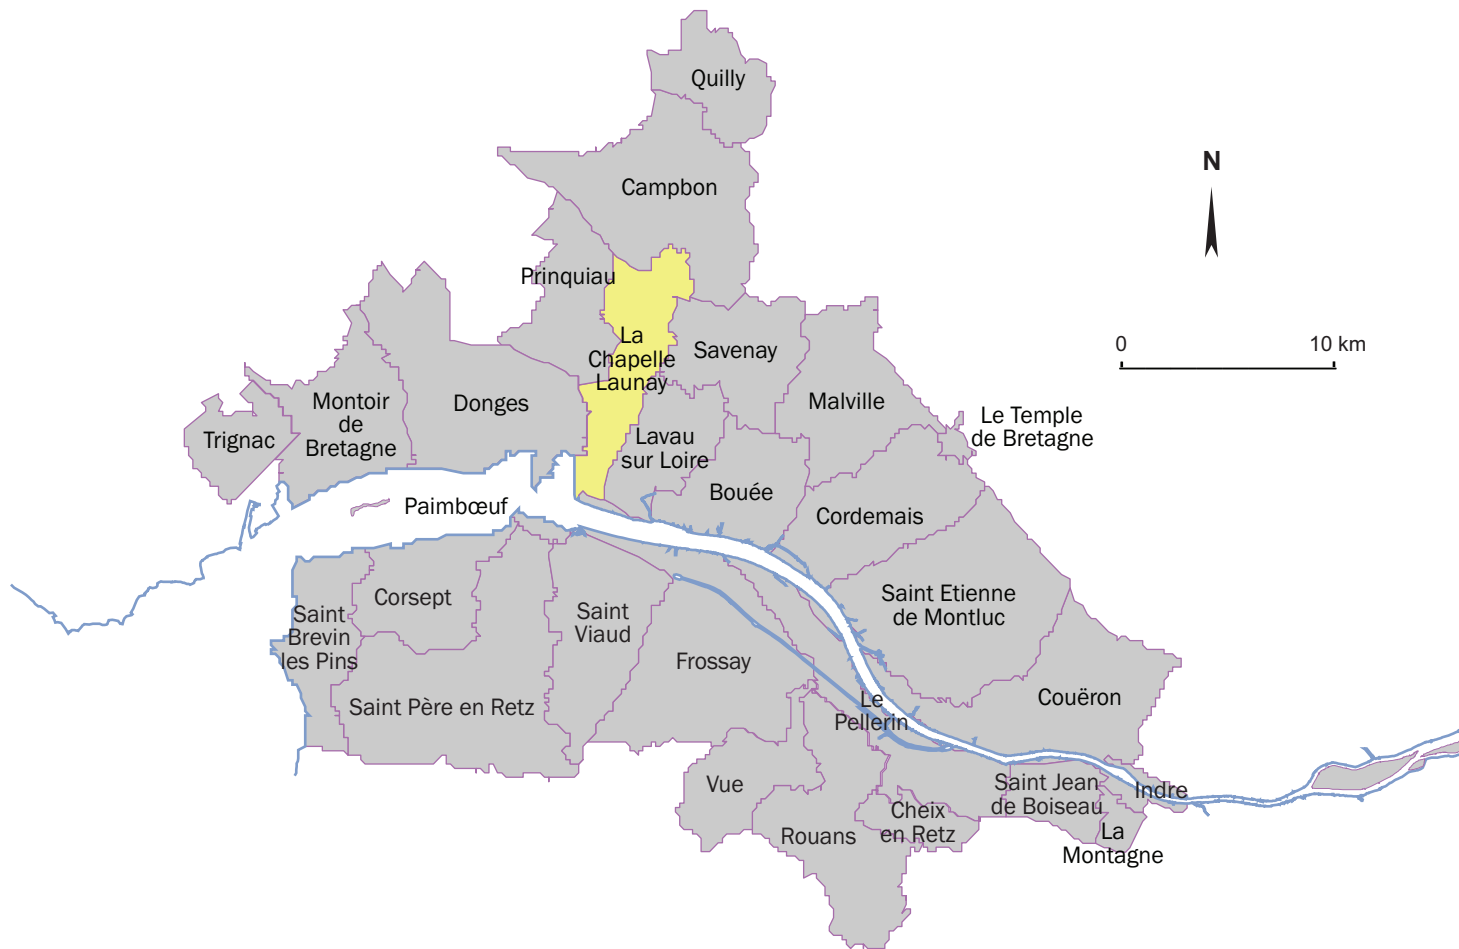 Quilly
N
Campbon
Prinquiau
La
Chapelle
Launay
Savenay
0 10 km
Montoir
de
Bretagne
Donges
Malville
Trignac
Le Temple
de Bretagne
Lavau
sur Loire
Bouée
Paimbœuf
Cordemais
Corsept
Saint
Brevin
les Pins
Saint
Viaud
Saint Etienne
de Montluc
Frossay
Saint Père en Retz
Le
Pellerin
Couëron
Vue
Saint Jean
de Boiseau
Indre
Rouans
Cheix
en Retz
La
Montagne